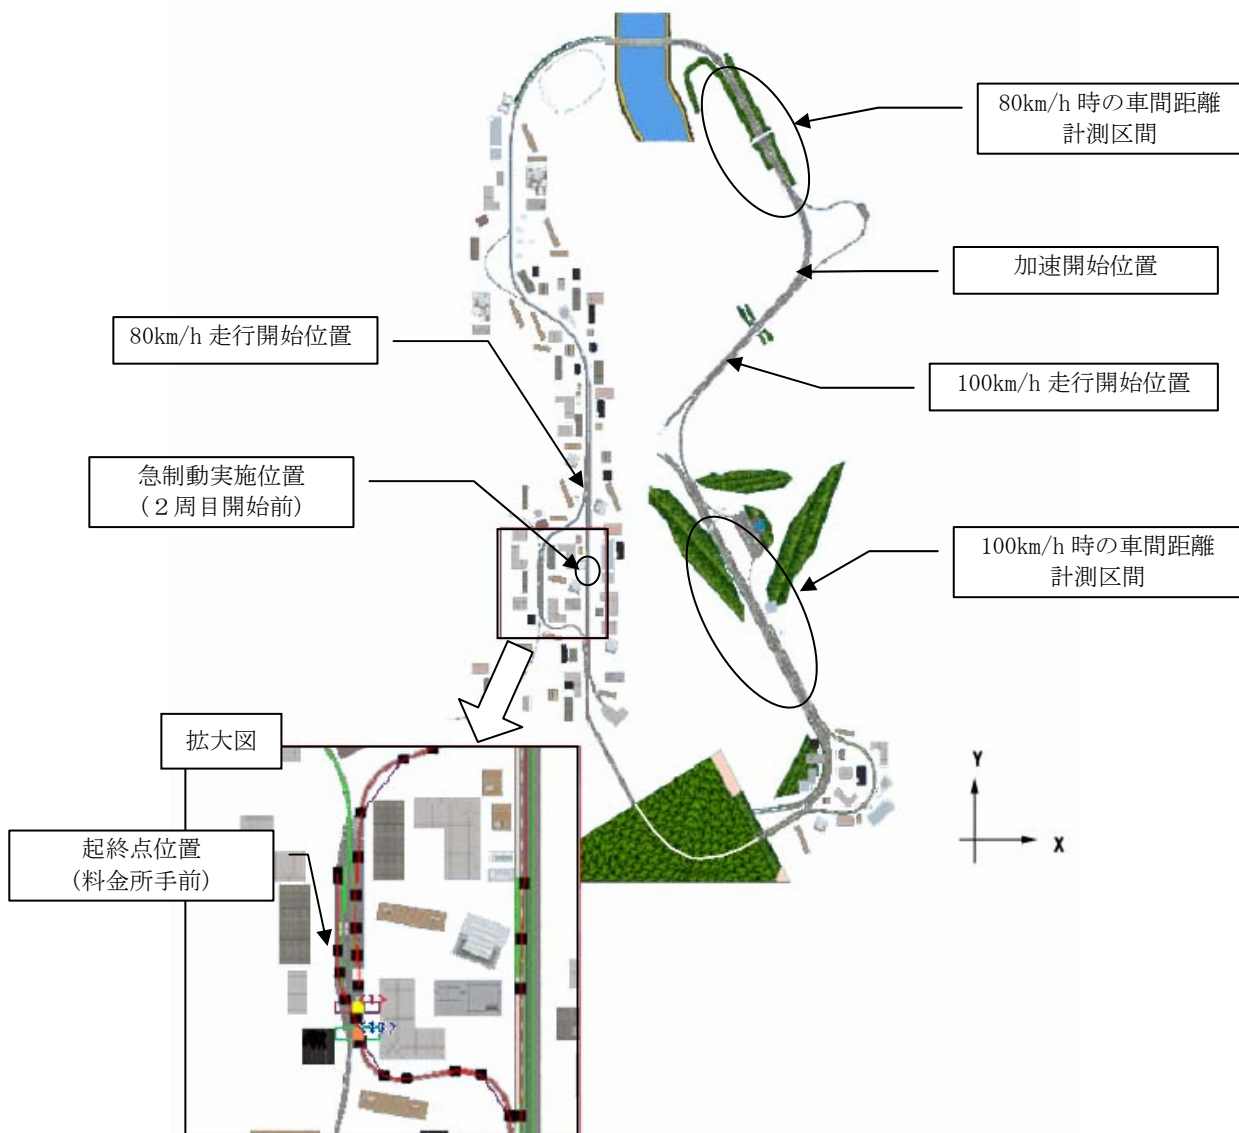 80km/h 時の車間距離
計測区間
加速開始位置
80km/h 走行開始位置
100km/h 走行開始位置
急制動実施位置
(２周目開始前)
100km/h 時の車間距離
計測区間
拡大図
起終点位置
(料金所手前)
Y
X